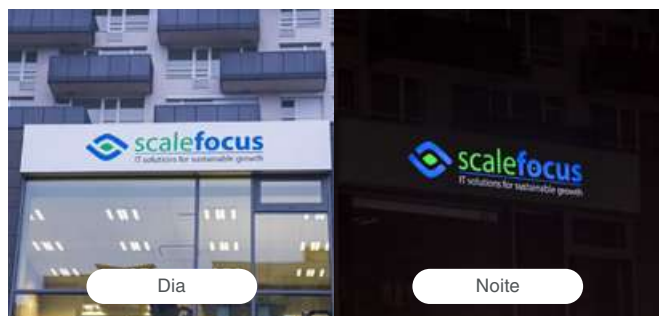 scalefocus
IT solutions for sustainable growth
Dia
scalefocus
IT solutions for sustainable growth
Noite